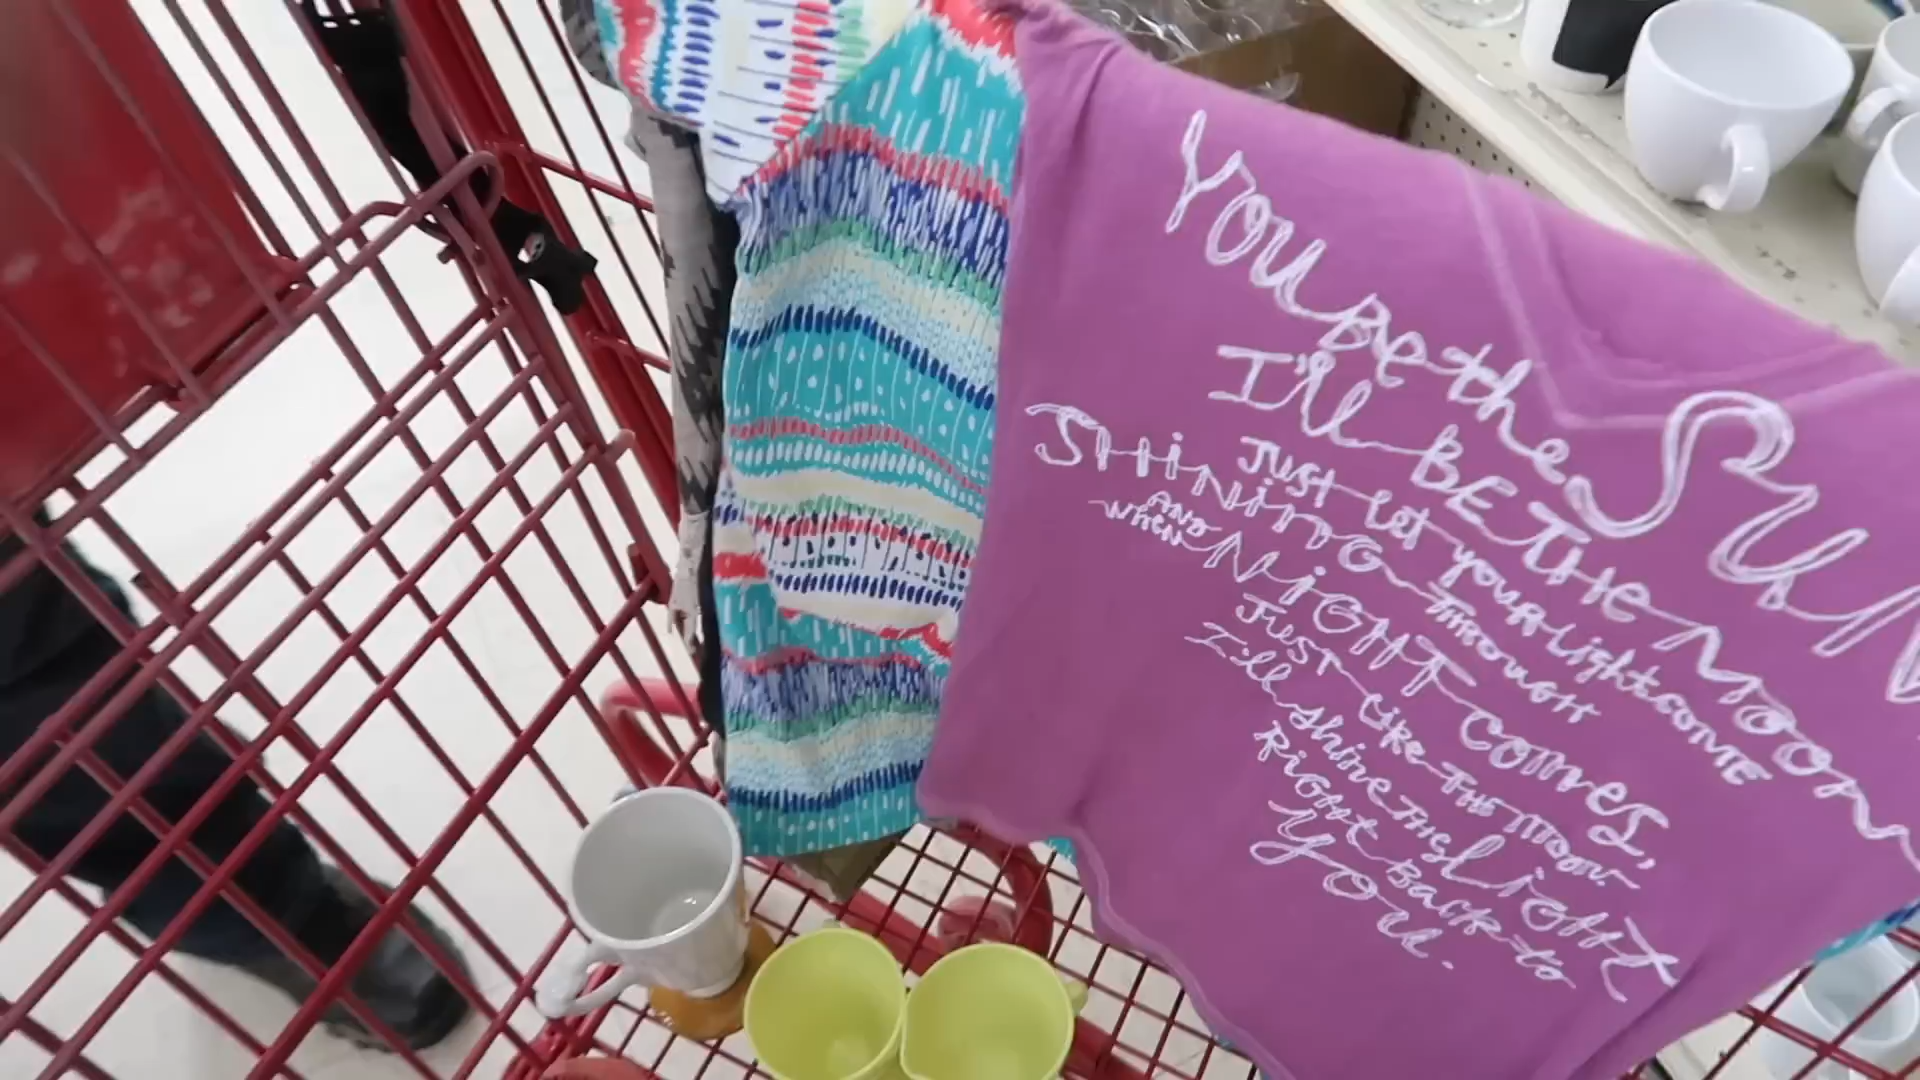 YOU Be the SUN
I'll BE THE MOON
JUST Let your Light COME
SHiNiNG THROUGH
AND WHEN NiGHT COMES,
JUST LIKE THE MOON.
I'll shine THE LiGHT
RiGHt BaCK to
you.